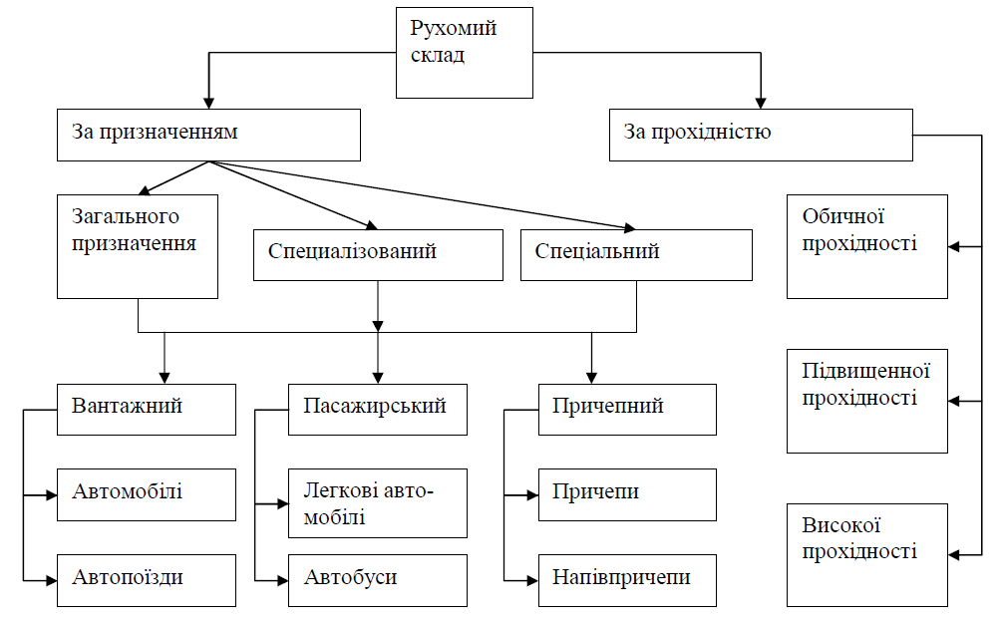 Рухомий
склад
За призначенням
За прохідністю
Загального
призначення
Специалізований
Спеціальний
Обичної
прохідності
Підвищенної
прохідності
Високої
прохідності
Вантажний
Автомобілі
Автопоїзди
Пасажирський
Легкові авто-
мобілі
Автобуси
Причепний
Причепи
Напівпричепи